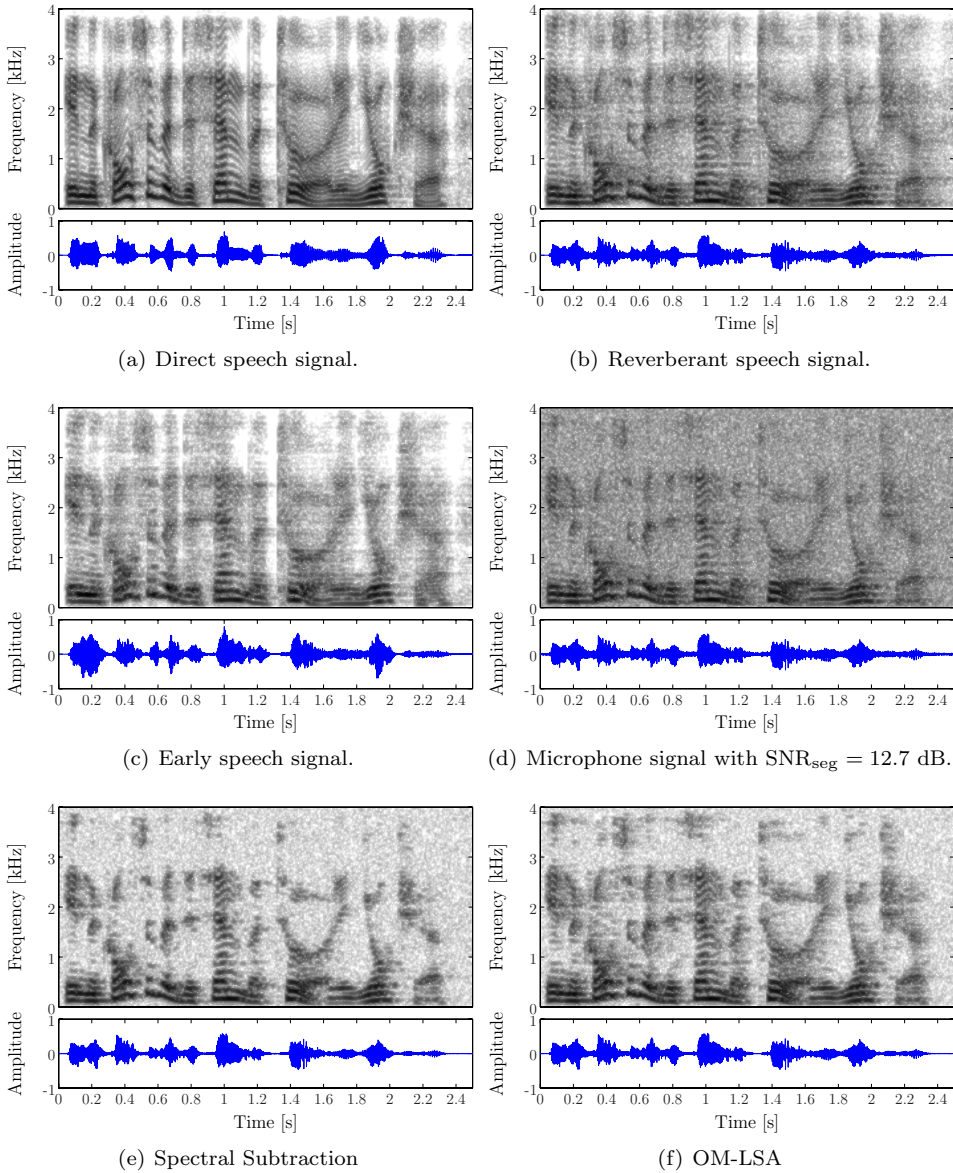 4
3
2
1
0
Frequency [kHz]
1
0
-1
Amplitude
0 0.2 0.4 0.6 0.8 1 1.2 1.4 1.6 1.8 2 2.2 2.4
Time [s]
(a) Direct speech signal.
4
3
2
1
0
Frequency [kHz]
1
0
-1
Amplitude
0 0.2 0.4 0.6 0.8 1 1.2 1.4 1.6 1.8 2 2.2 2.4
Time [s]
(b) Reverberant speech signal.
4
3
2
1
0
Frequency [kHz]
1
0
-1
Amplitude
0 0.2 0.4 0.6 0.8 1 1.2 1.4 1.6 1.8 2 2.2 2.4
Time [s]
(c) Early speech signal.
4
3
2
1
0
Frequency [kHz]
1
0
-1
Amplitude
0 0.2 0.4 0.6 0.8 1 1.2 1.4 1.6 1.8 2 2.2 2.4
Time [s]
(d) Microphone signal with SNRseg = 12.7 dB.
4
3
2
1
0
Frequency [kHz]
1
0
-1
Amplitude
0 0.2 0.4 0.6 0.8 1 1.2 1.4 1.6 1.8 2 2.2 2.4
Time [s]
(e) Spectral Subtraction
4
3
2
1
0
Frequency [kHz]
1
0
-1
Amplitude
0 0.2 0.4 0.6 0.8 1 1.2 1.4 1.6 1.8 2 2.2 2.4
Time [s]
(f) OM-LSA